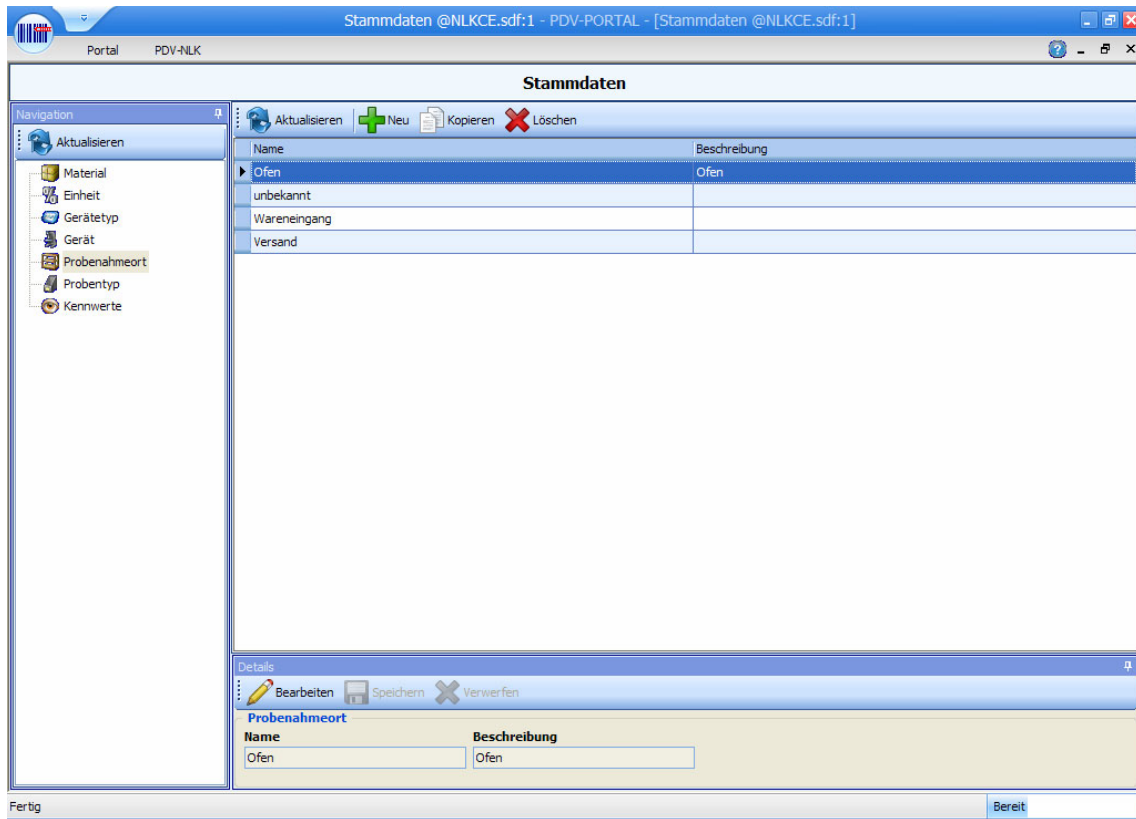 Stammdaten @NLKCE.sdf:1 - PDV-PORTAL - [Stammdaten @NLKCE.sdf:1]
Portal PDV-NLK
Stammdaten
Navigation
Aktualisieren
Material
Einheit
Gerätetyp
Gerät
Probenahmeort
Probentyp
Kennwerte
Aktualisieren Neu Kopieren Löschen
Name Beschreibung
Ofen Ofen
unbekannt
Wareneingang
Versand
Details
Bearbeiten Speichern Verwerfen
Probenahmeort
Name Beschreibung
Ofen Ofen
Fertig Bereit